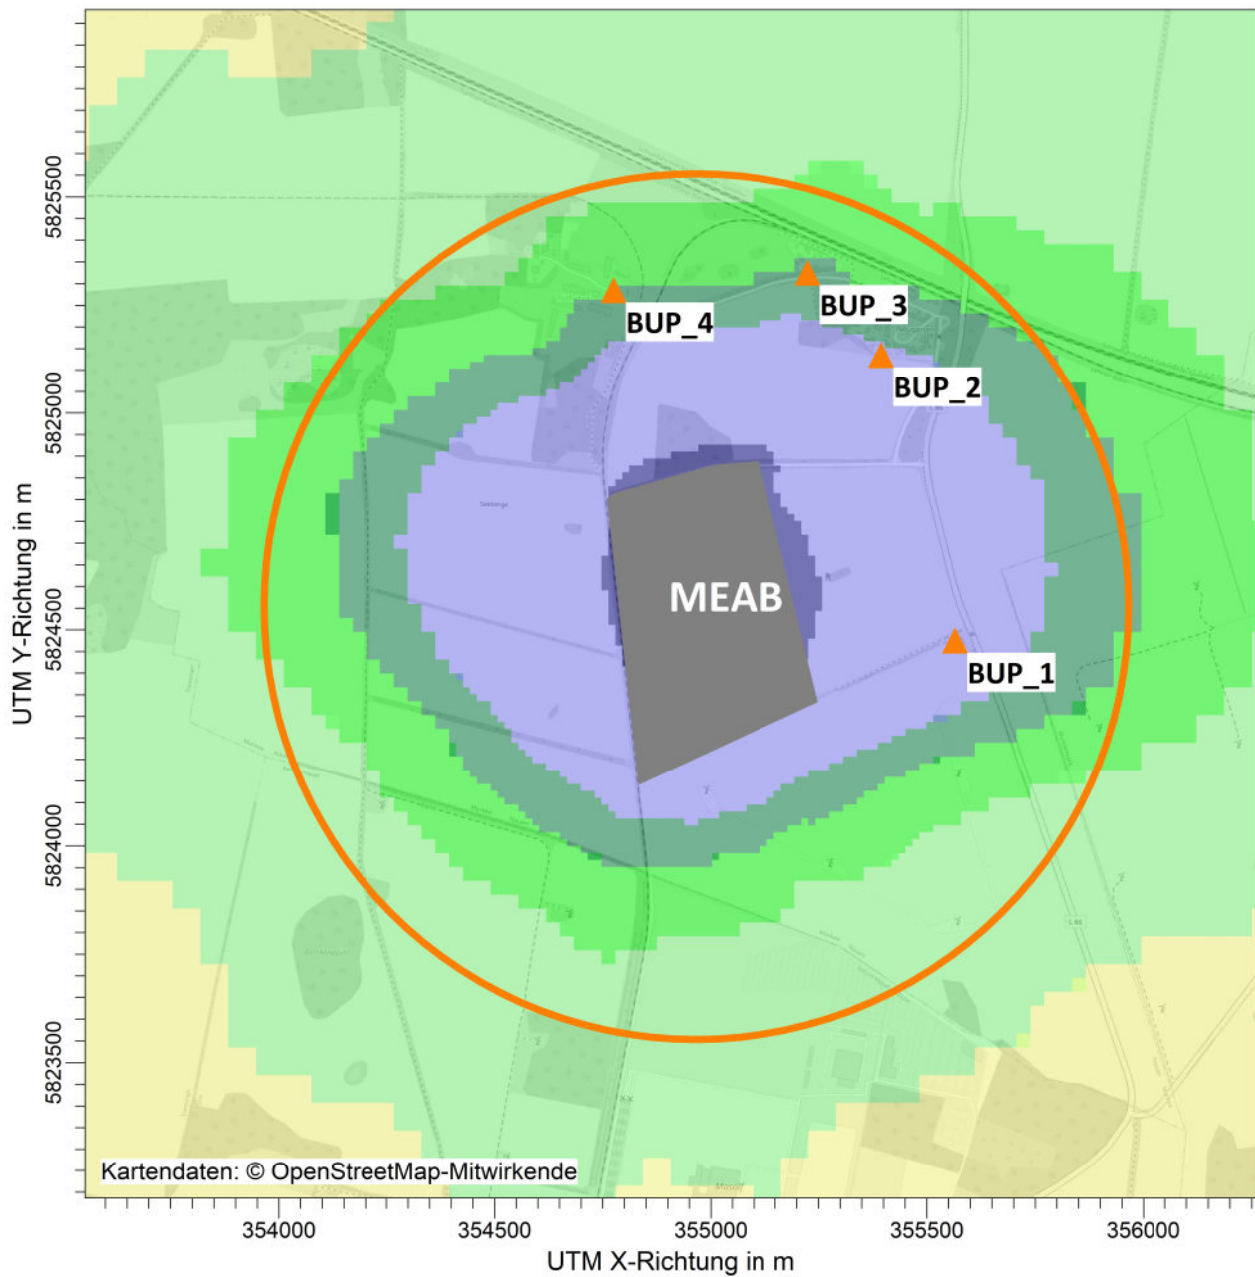 5825500
5825000
5824500
5824000
5823500
UTM Y-Richtung in m
BUP_4
BUP_3
BUP_2
MEAB
BUP_1
Kartendaten: © OpenStreetMap-Mitwirkende
354000
354500
355000
355500
356000
UTM X-Richtung in m